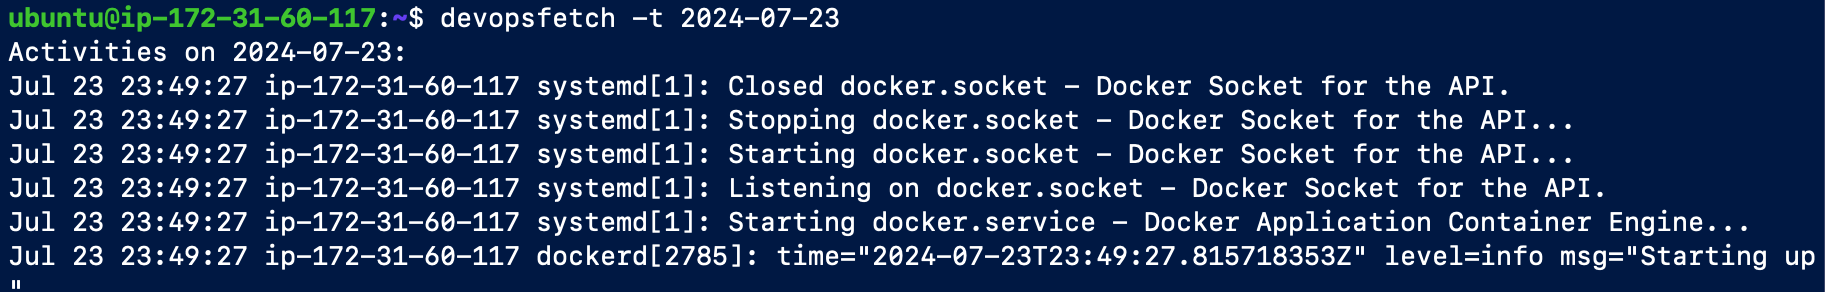 ubuntu@ip-172-31-60-117:~$ devopsfetch -t 2024-07-23
Activities on 2024-07-23:
Jul 23 23:49:27 ip-172-31-60-117 systemd[1]: Closed docker.socket - Docker Socket for the API.
Jul 23 23:49:27 ip-172-31-60-117 systemd[1]: Stopping docker.socket - Docker Socket for the API...
Jul 23 23:49:27 ip-172-31-60-117 systemd[1]: Starting docker.socket - Docker Socket for the API...
Jul 23 23:49:27 ip-172-31-60-117 systemd[1]: Listening on docker.socket - Docker Socket for the API.
Jul 23 23:49:27 ip-172-31-60-117 systemd[1]: Starting docker.service - Docker Application Container Engine...
Jul 23 23:49:27 ip-172-31-60-117 dockerd[2785]: time="2024-07-23T23:49:27.815718353Z" level=info msg="Starting up
"